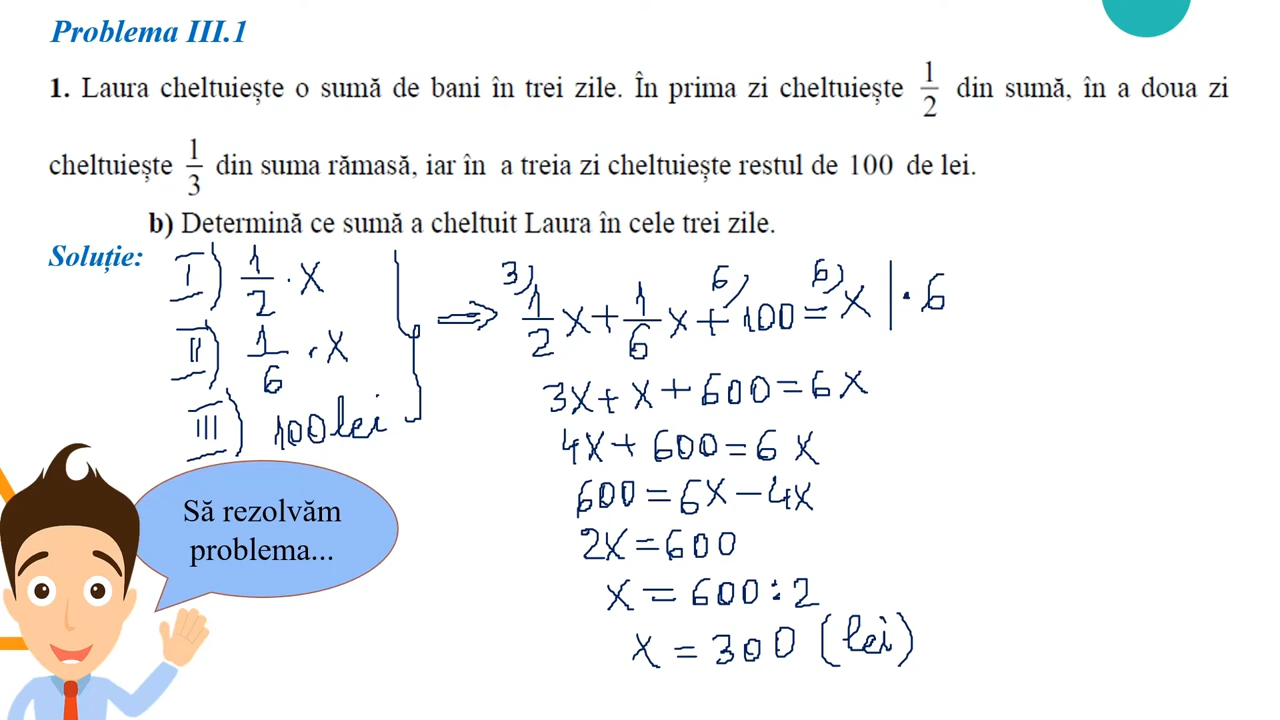 Problema III.1
1. Laura cheltuiește o sumă de bani în trei zile. În prima zi cheltuiește 1/2 din sumă, în a doua zi
cheltuiește 1/3 din suma rămasă, iar în a treia zi cheltuiește restul de 100 de lei.
b) Determină ce sumă a cheltuit Laura în cele trei zile.
Soluție:
I) 1/2 · x
II) 1/6 · x
III) 100 lei
⇒ 3) 1/2 x + 1/6 x + 6) 100 = 6) x | · 6
3x + x + 600 = 6x
4x + 600 = 6x
600 = 6x − 4x
2x = 600
x = 600 : 2
x = 300 (lei)
Să rezolvăm
problema...